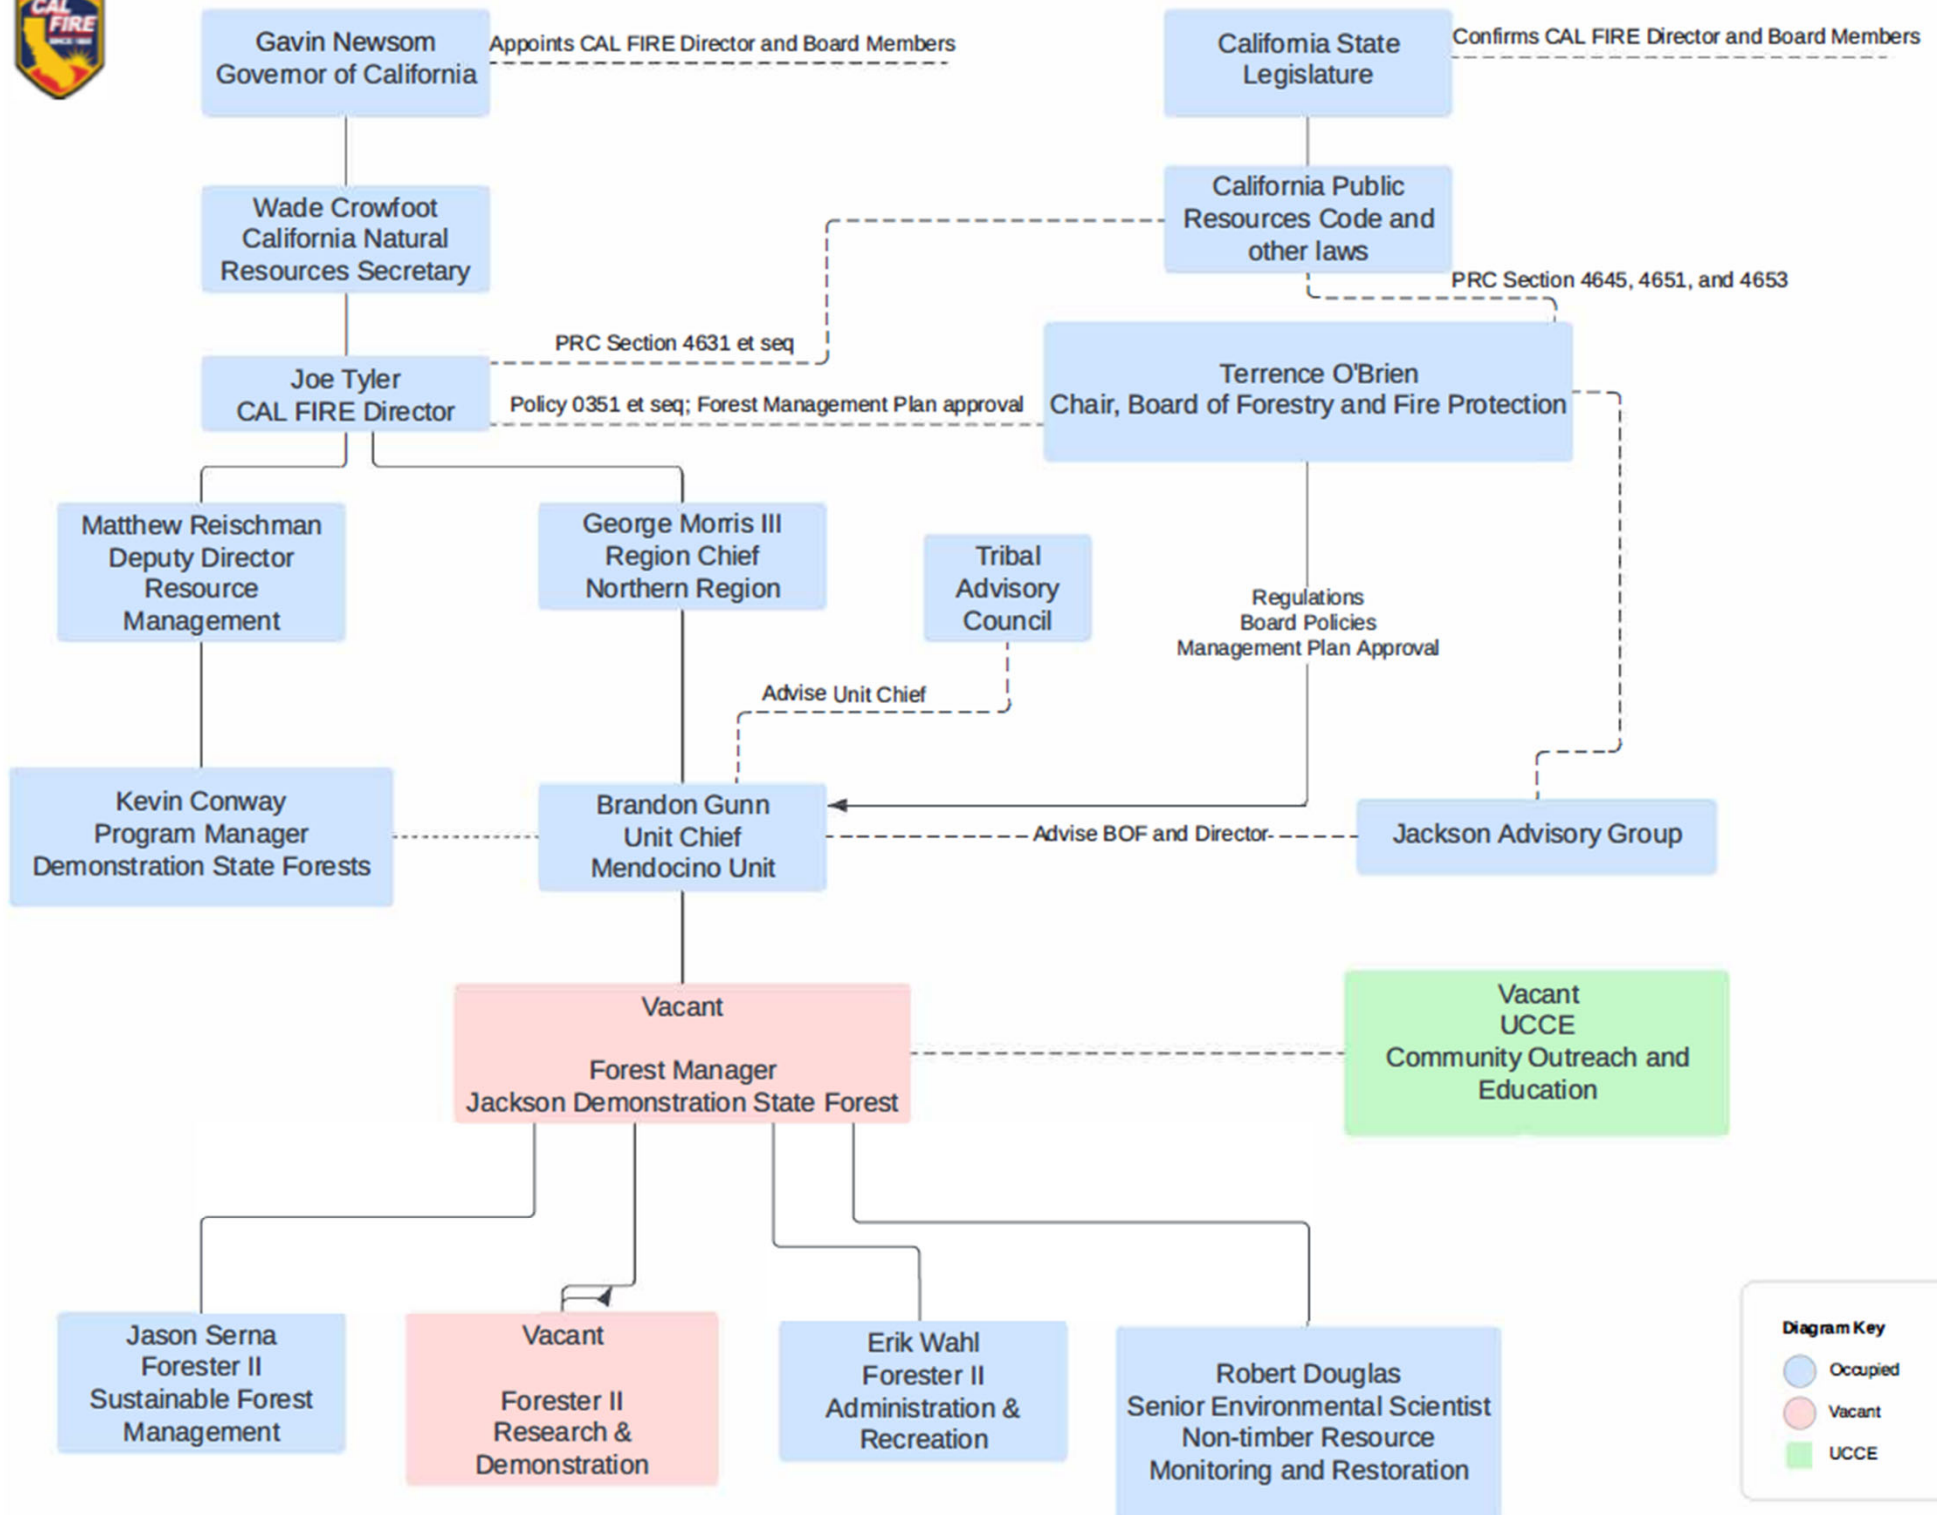 CAL
FIRE
SINCE 1885
Gavin Newsom
Governor of California
Appoints CAL FIRE Director and Board Members
California State
Legislature
Confirms CAL FIRE Director and Board Members
Wade Crowfoot
California Natural
Resources Secretary
California Public
Resources Code and
other laws
PRC Section 4645, 4651, and 4653
PRC Section 4631 et seq
Joe Tyler
CAL FIRE Director
Policy 0351 et seq; Forest Management Plan approval
Terrence O'Brien
Chair, Board of Forestry and Fire Protection
Matthew Reischman
Deputy Director
Resource
Management
George Morris III
Region Chief
Northern Region
Tribal
Advisory
Council
Regulations
Board Policies
Management Plan Approval
Advise Unit Chief
Kevin Conway
Program Manager
Demonstration State Forests
Brandon Gunn
Unit Chief
Mendocino Unit
Advise BOF and Director
Jackson Advisory Group
Vacant
Forest Manager
Jackson Demonstration State Forest
Vacant
UCCE
Community Outreach and
Education
Jason Serna
Forester II
Sustainable Forest
Management
Vacant
Forester II
Research &
Demonstration
Erik Wahl
Forester II
Administration &
Recreation
Robert Douglas
Senior Environmental Scientist
Non-timber Resource
Monitoring and Restoration
Diagram Key
Occupied
Vacant
UCCE